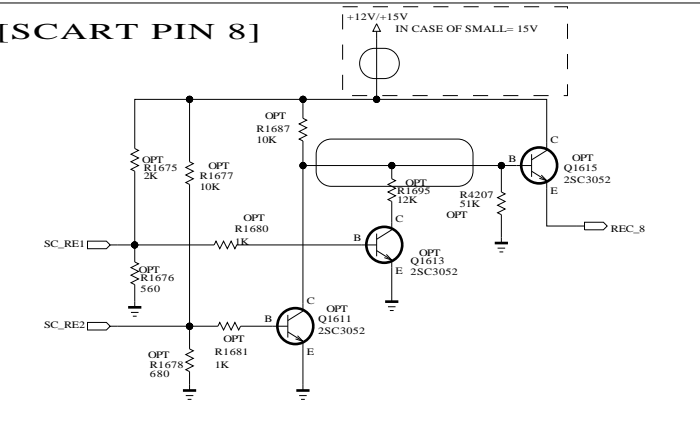 [SCART PIN 8]
+12V/+15V
IN CASE OF SMALL= 15V
OPT
R1687
10K
C
B
OPT
Q1615
2SC3052
E
OPT
R1675
2K
OPT
R1677
10K
OPT
R1695
12K
R4207
51K
OPT
REC_8
OPT
R1680
1K
C
SC_RE1
B
OPT
Q1613
2SC3052
E
OPT
R1676
560
C
OPT
Q1611
2SC3052
B
SC_RE2
E
OPT
R1678
680
OPT
R1681
1K